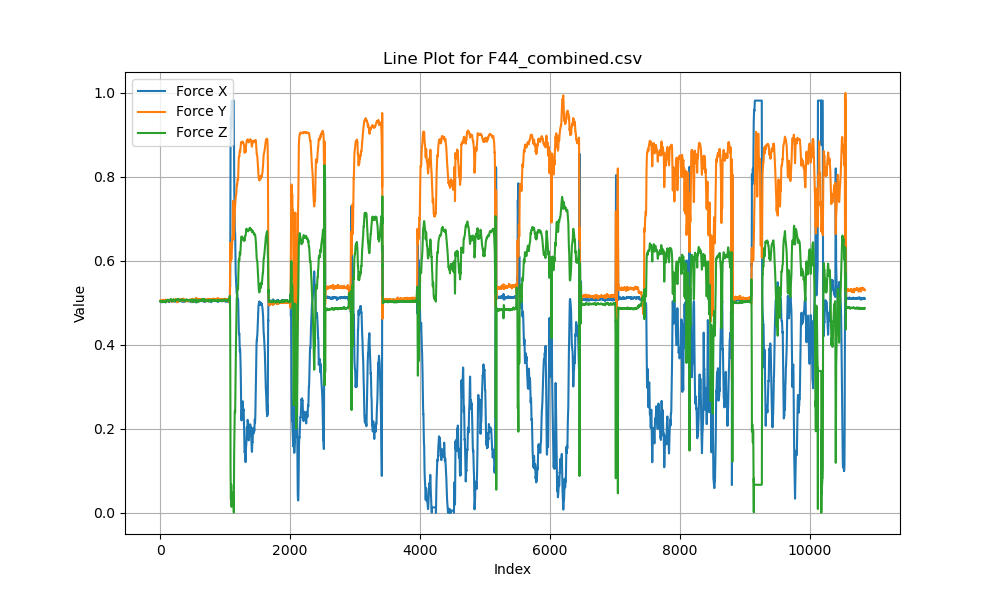 Line Plot for F44_combined.csv
Force X
Force Y
Force Z
1.0
0.8
0.6
0.4
0.2
0.0
Value
0 2000 4000 6000 8000 10000
Index